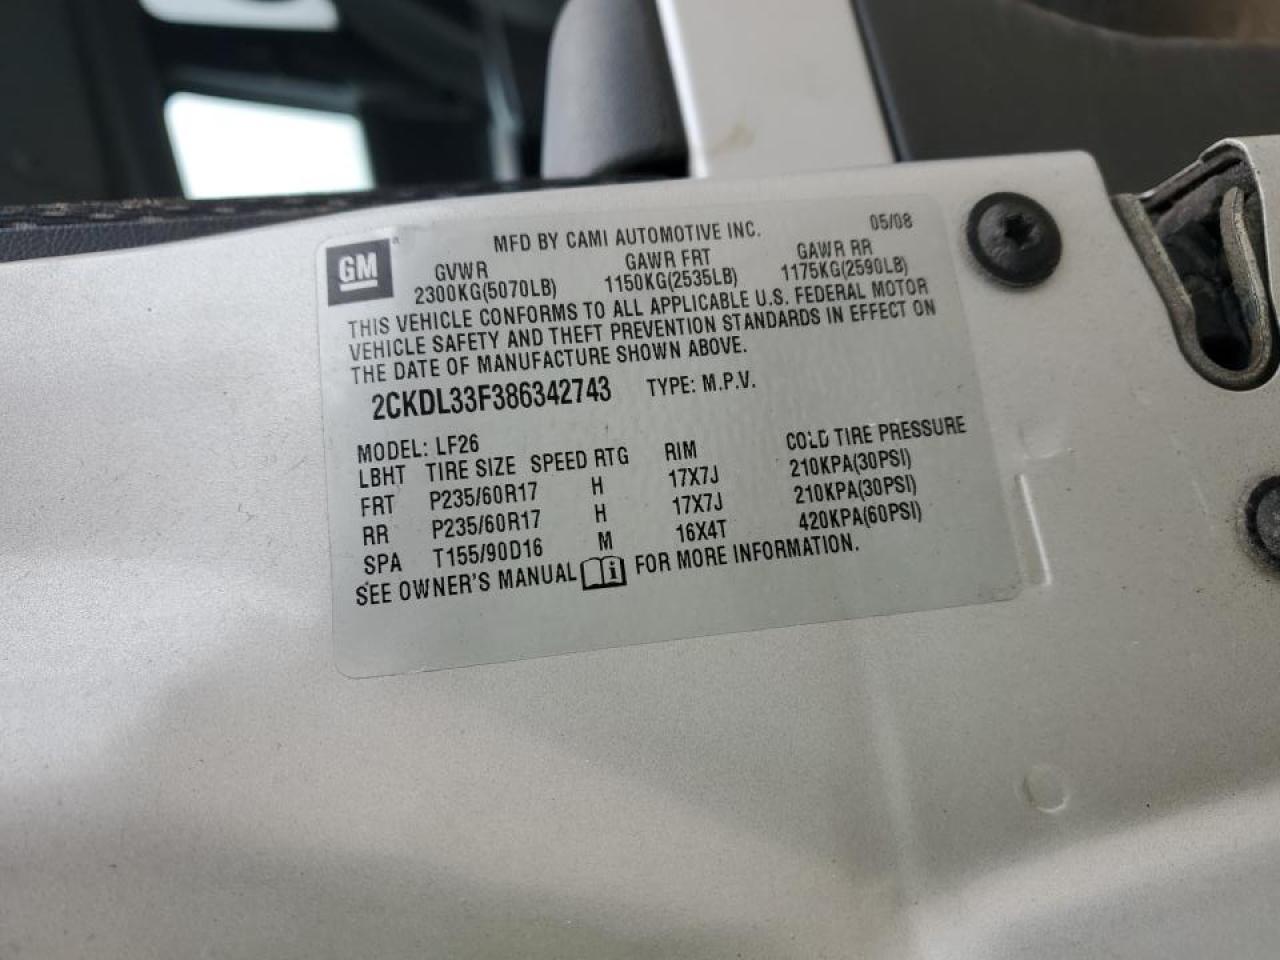 GM
MFD BY CAMI AUTOMOTIVE INC. 05/08
GVWR GAWR FRT GAWR RR
2300KG(5070LB) 1150KG(2535LB) 1175KG(2590LB)
THIS VEHICLE CONFORMS TO ALL APPLICABLE U.S. FEDERAL MOTOR
VEHICLE SAFETY AND THEFT PREVENTION STANDARDS IN EFFECT ON
THE DATE OF MANUFACTURE SHOWN ABOVE.
2CKDL33F386342743 TYPE: M.P.V.
MODEL: LF26
LBHT TIRE SIZE SPEED RTG RIM COLD TIRE PRESSURE
FRT P235/60R17 H 17X7J 210KPA(30PSI)
RR P235/60R17 H 17X7J 210KPA(30PSI)
SPA T155/90D16 M 16X4T 420KPA(60PSI)
SEE OWNER'S MANUAL i FOR MORE INFORMATION.